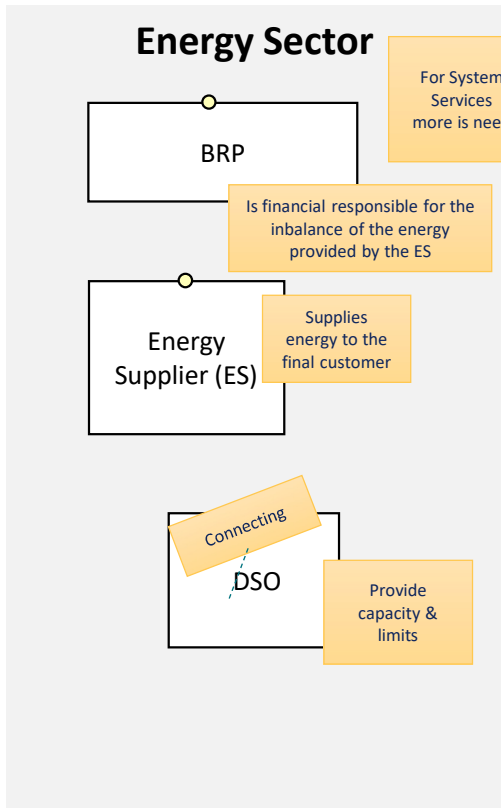 Energy Sector
For System
Services
more is
BRP
Is financial responsible for the
inbalance of the energy
provided by the ES
Energy
Supplier (ES)
Supplies
energy to the
final customer
Connecting
DSO
Provide
capacity &
limits